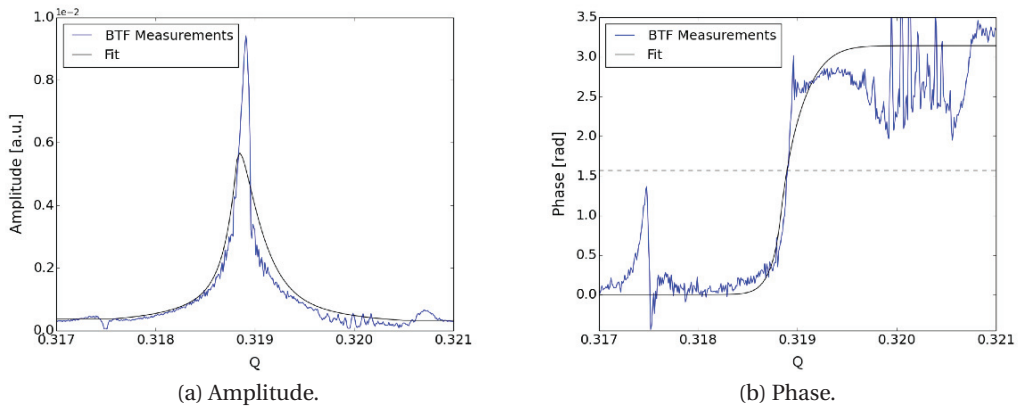 1.0 1e-2
BTF Measurements
Fit
0.8
0.6
0.4
0.2
0.0
Amplitude [a.u.]
0.317 0.318 0.319 0.320 0.321
Q
(a) Amplitude.
3.5
BTF Measurements
Fit
3.0
2.5
2.0
1.5
1.0
0.5
0.0
Phase [rad]
0.317 0.318 0.319 0.320 0.321
Q
(b) Phase.